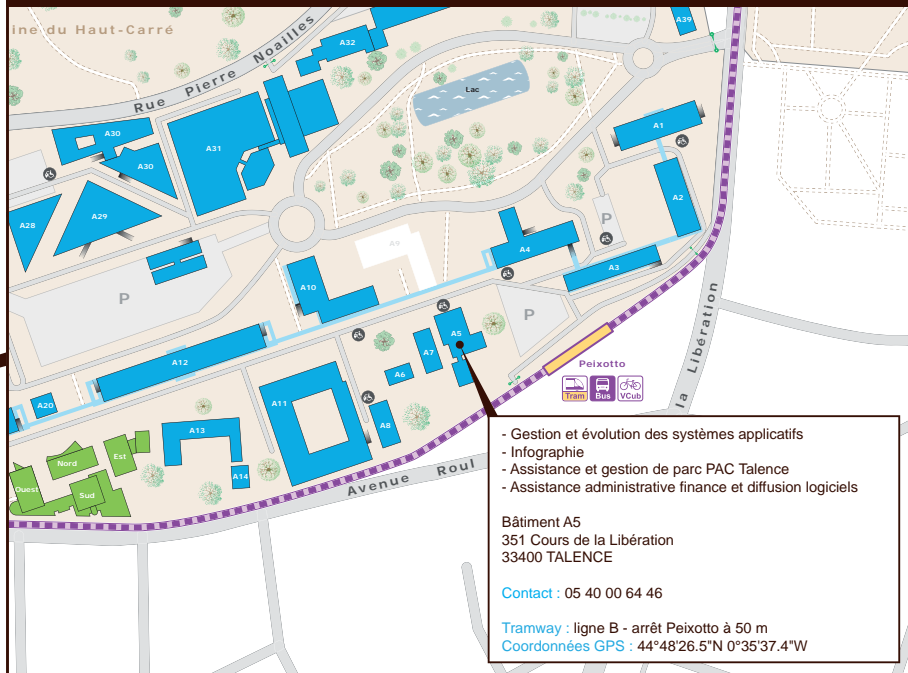 ine du Haut-Carré
A39
A32
Rue Pierre Noailles
Lac
A30
A1
A31
A30
A2
A28
A29
P
A9
A4
A3
A10
P
P
Libération
A5
A12
A7
Peixotto
A6
Tram
Bus
VCub
A20
A11
la
A13
A8
Est
Nord
A14
Ouest
Sud
Avenue Roul
- Gestion et évolution des systèmes applicatifs
- Infographie
- Assistance et gestion de parc PAC Talence
- Assistance administrative finance et diffusion logiciels
Bâtiment A5
351 Cours de la Libération
33400 TALENCE
Contact : 05 40 00 64 46
Tramway : ligne B - arrêt Peixotto à 50 m
Coordonnées GPS : 44°48'26.5"N 0°35'37.4"W